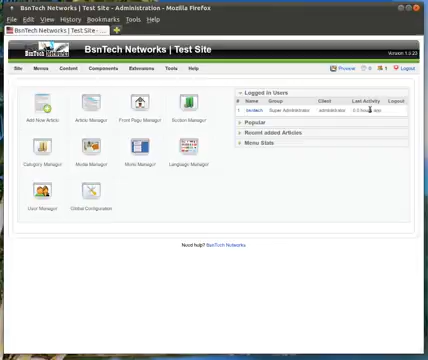 BsnTech Networks | Test Site - Administration - Mozilla Firefox
File Edit View History Bookmarks Tools Help
BsnTech Networks | Test Site - ...
BsnTech Networks | Test Site
Version 1.5.23
Site Menus Content Components Extensions Tools Help
Preview 0 1 Logout
Add New Article
Article Manager
Front Page Manager
Section Manager
Category Manager
Media Manager
Menu Manager
Language Manager
User Manager
Global Configuration
Logged in Users
# Name Group Client Last Activity Logout
1 bsntech Super Administrator administrator
Popular
Recent added Articles
Menu Stats
Need help? BsnTech Networks